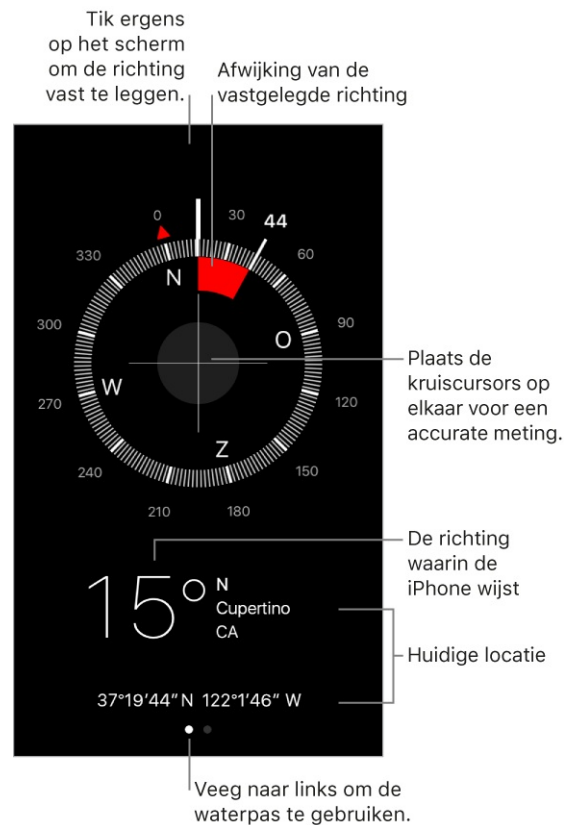 Tik ergens
op het scherm
om de richting
vast te leggen.
Afwijking van de
vastgelegde richting
0
30
44
330
60
N
300
90
O
W
270
120
Z
240
150
210
180
Plaats de
kruiscursors op
elkaar voor een
accurate meting.
De richting
waarin de
iPhone wijst
15° N
Cupertino
CA
Huidige locatie
37°19'44" N 122°1'46" W
Veeg naar links om de
waterpas te gebruiken.